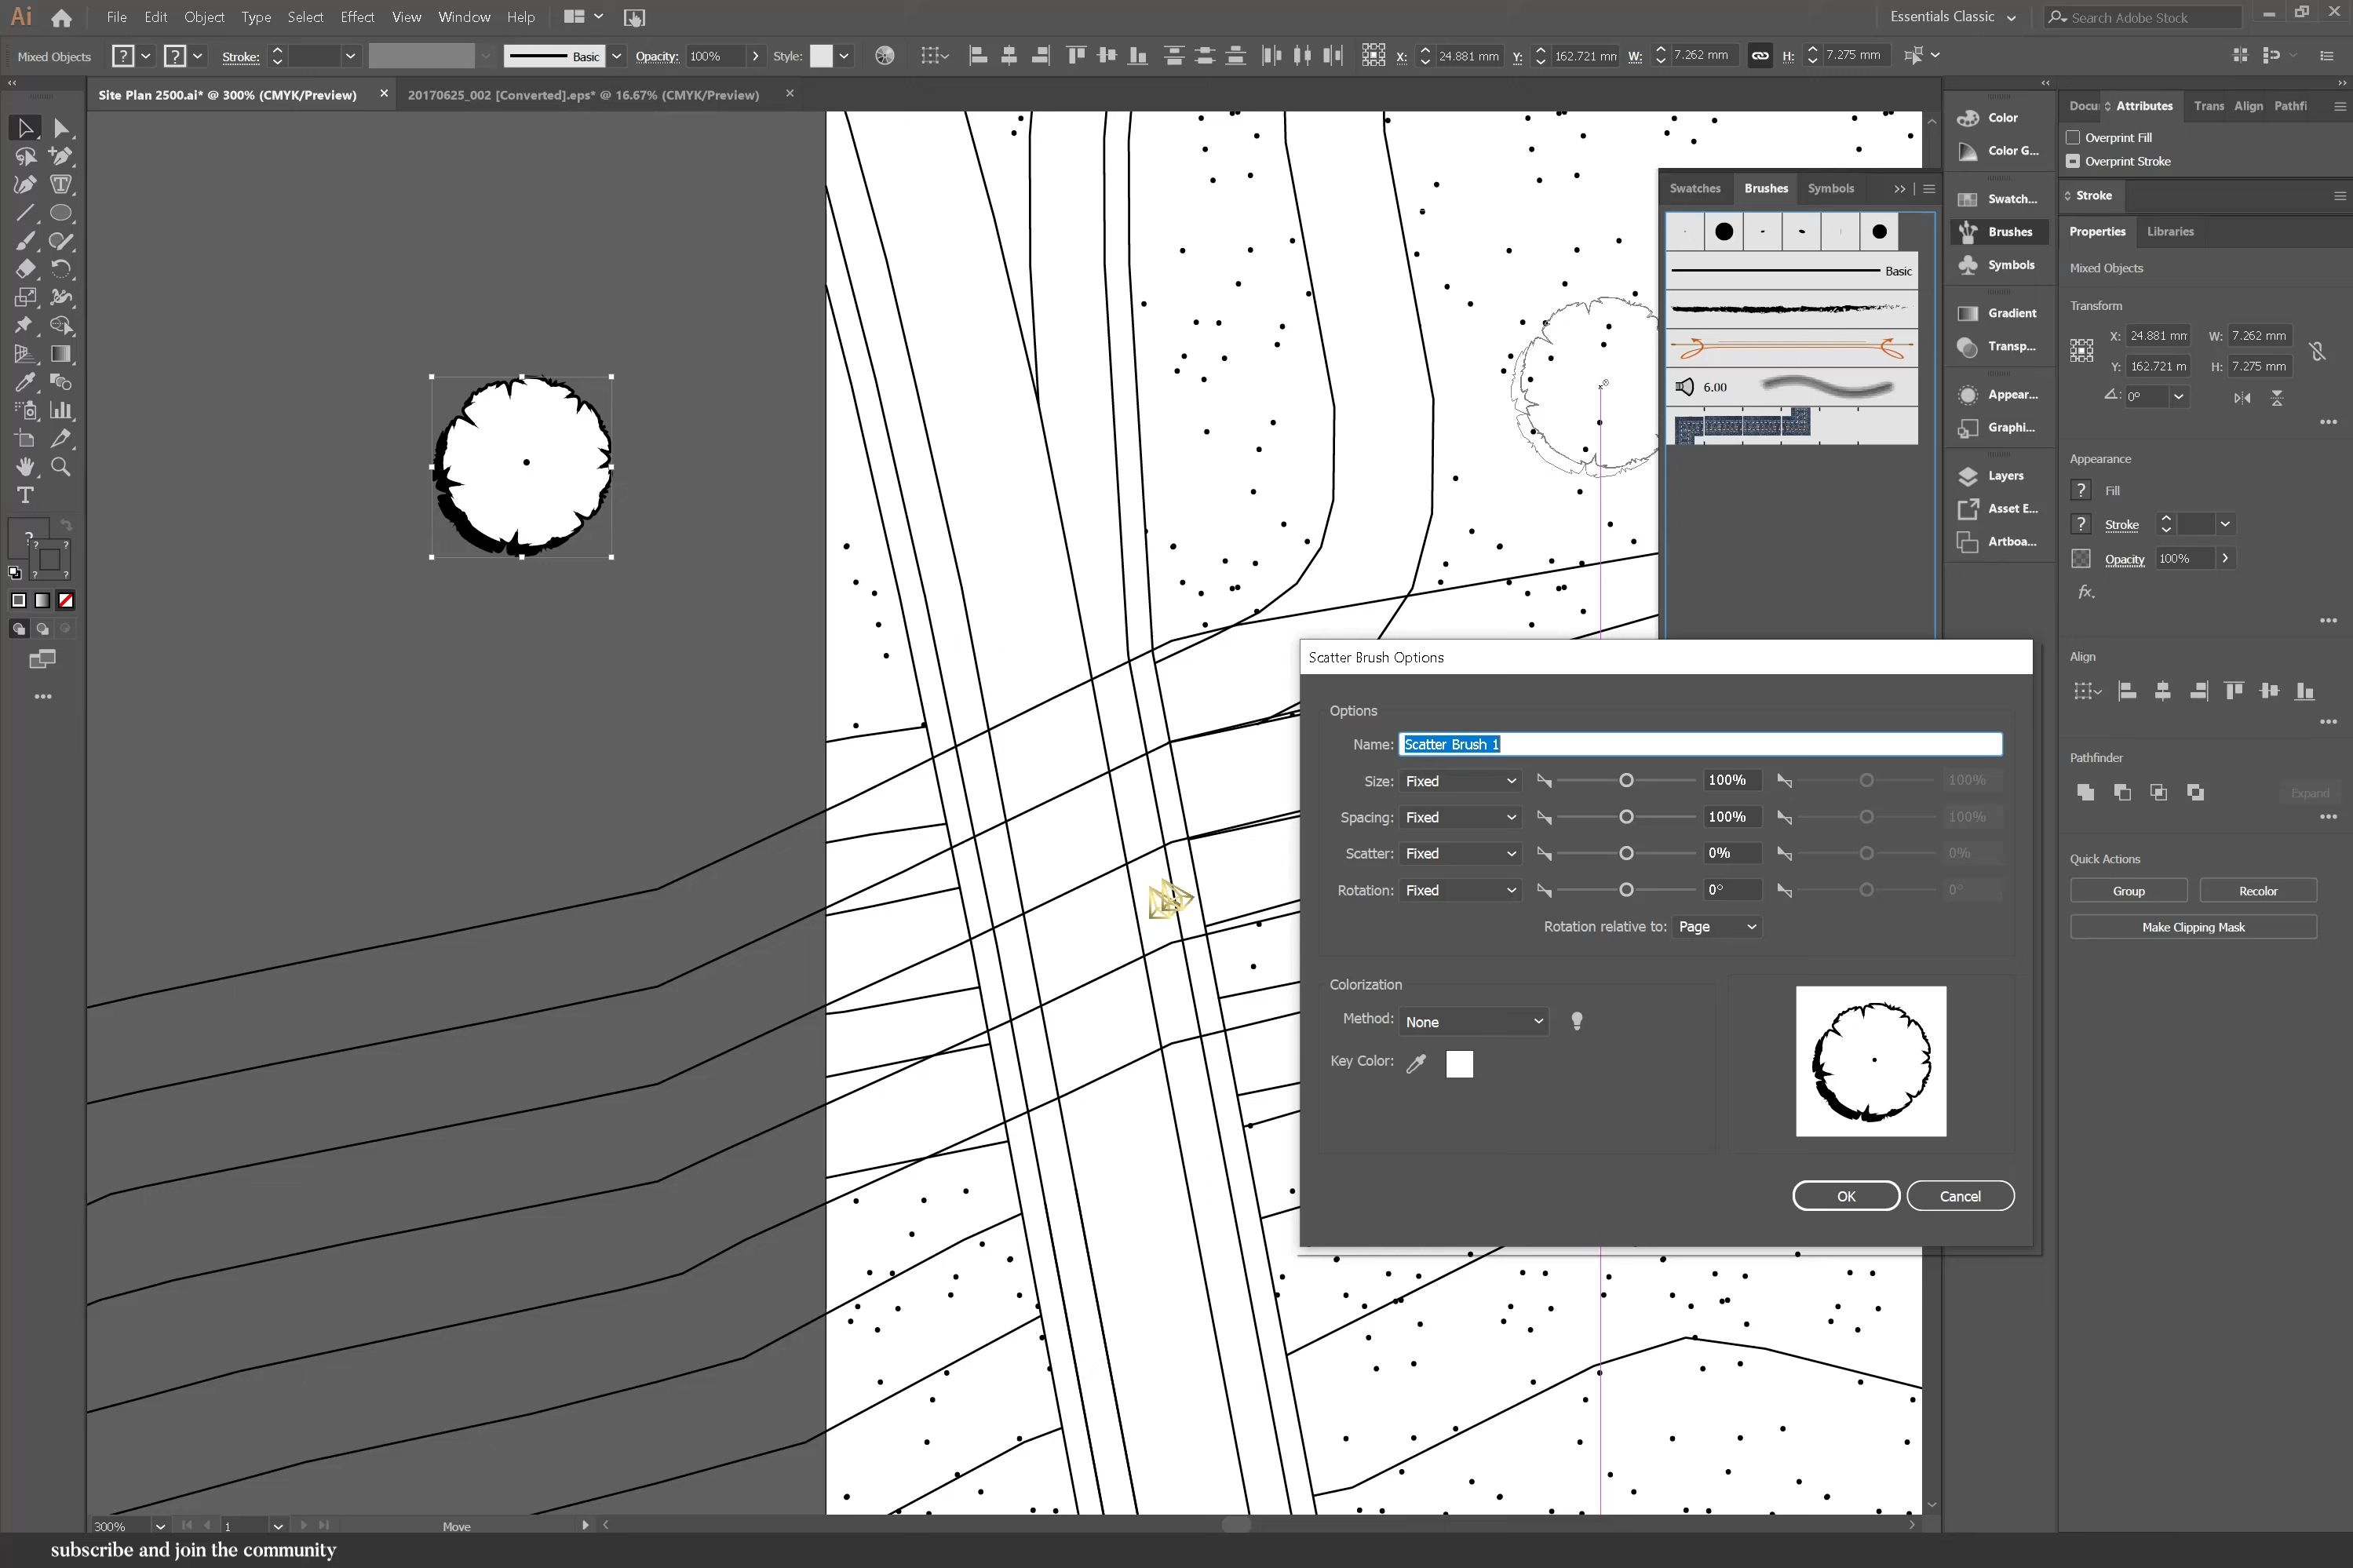 Ai File Edit Object Type Select Effect View Window Help Essentials Classic Search Adobe Stock
Mixed Objects ? ? Stroke: Basic Opacity: 100% Style: X: 24.881 mm Y: 162.721 mm W: 7.262 mm H: 7.275 mm
Site Plan 2500.ai* @ 300% (CMYK/Preview) × 20170625_002 [Converted].eps* @ 16.67% (CMYK/Preview) ×
Swatches Brushes Symbols
Basic
6.00
Color
Color G...
Swatch...
Brushes
Symbols
Gradient
Transp...
Appear...
Graphi...
Layers
Asset E...
Artboa...
Docu Attributes Trans Align Pathfi
Overprint Fill
Overprint Stroke
Stroke
Properties Libraries
Mixed Objects
Transform
X: 24.881 mm W: 7.262 mm
Y: 162.721 m H: 7.275 mm
0°
Appearance
? Fill
? Stroke
Opacity 100%
fx.
Align
Pathfinder
Expand
Quick Actions
Group Recolor
Make Clipping Mask
Scatter Brush Options
Options
Name: Scatter Brush 1
Size: Fixed 100% 100%
Spacing: Fixed 100% 100%
Scatter: Fixed 0% 0%
Rotation: Fixed 0° 0°
Rotation relative to: Page
Colorization
Method: None
Key Color:
OK Cancel
300% 1 Move
subscribe and join the community